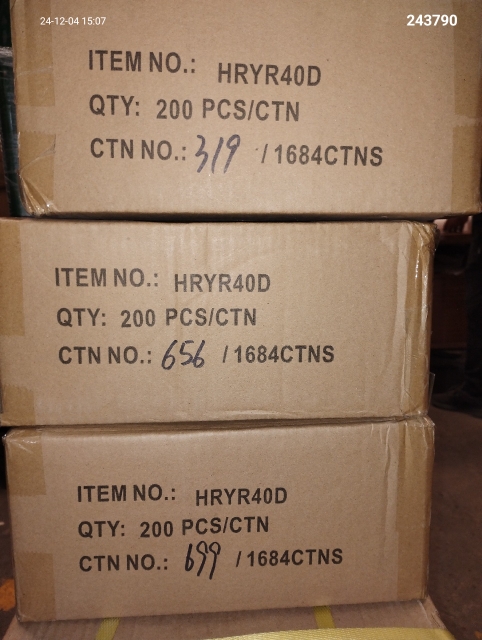 24-12-04 15:07
243790
ITEM NO.: HRYR40D
QTY: 200 PCS/CTN
CTN NO.: 319 / 1684CTNS
ITEM NO.: HRYR40D
QTY: 200 PCS/CTN
CTN NO.: 656 / 1684CTNS
ITEM NO.: HRYR40D
QTY: 200 PCS/CTN
CTN NO.: 699 / 1684CTNS